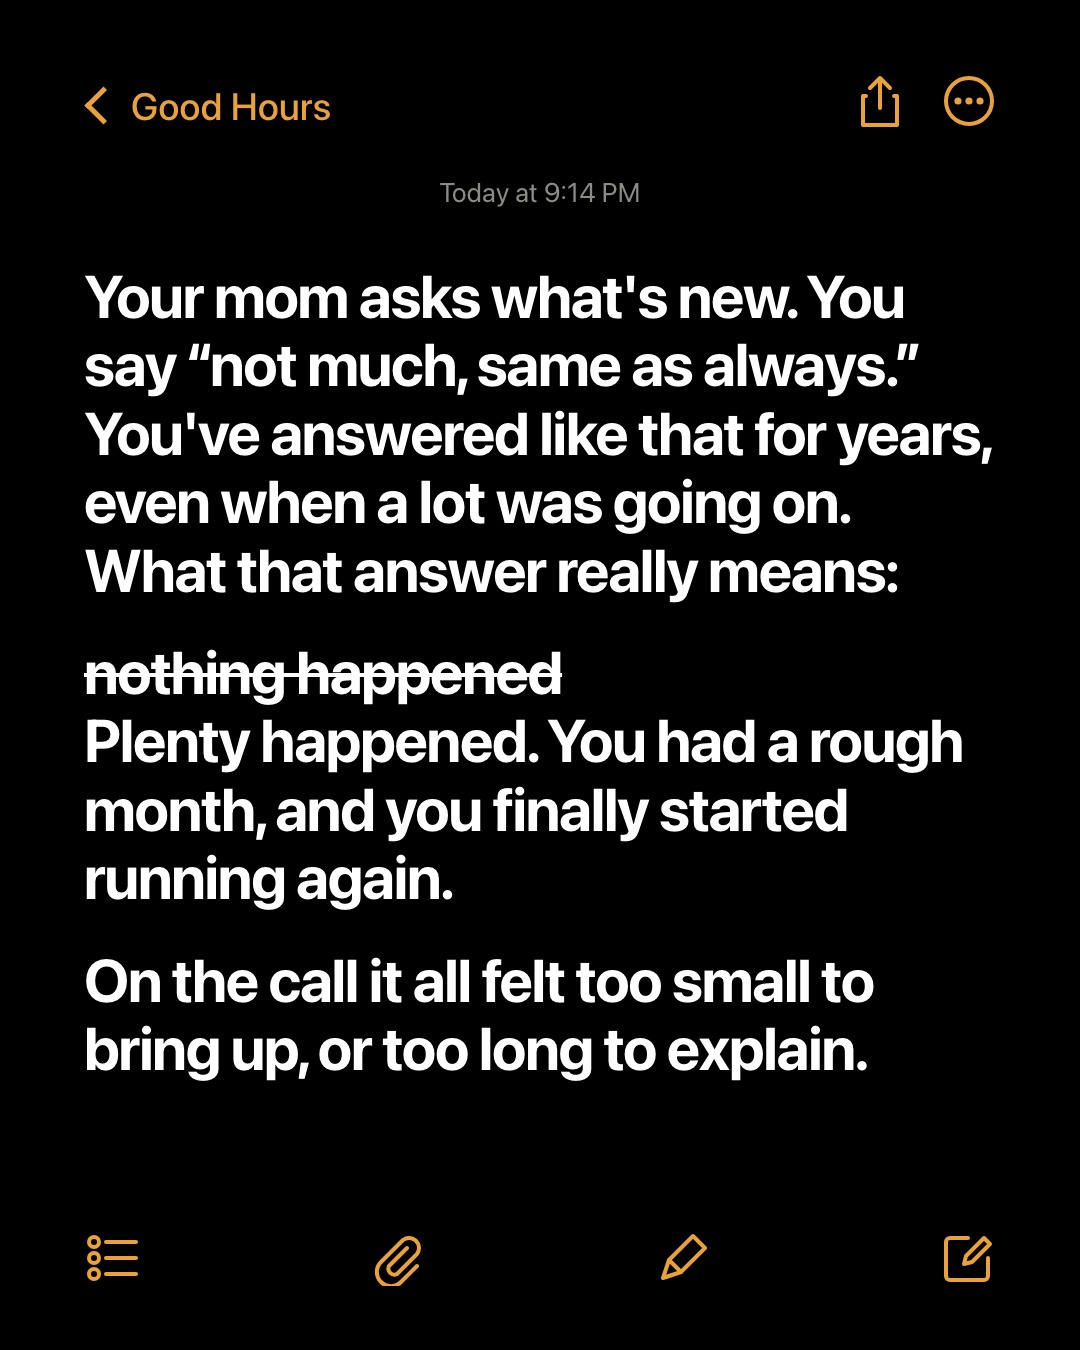 Good Hours
Today at 9:14 PM
Your mom asks what's new. You
say “not much, same as always.”
You've answered like that for years,
even when a lot was going on.
What that answer really means:
nothing happened
Plenty happened. You had a rough
month, and you finally started
running again.
On the call it all felt too small to
bring up, or too long to explain.